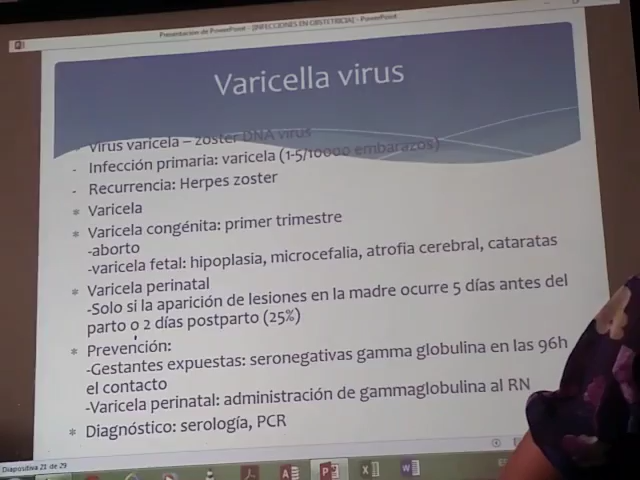 Presentación de PowerPoint - [INFECCIONES EN OBSTETRICIA] - PowerPoint
Varicella virus
- Virus varicela – zoster DNA virus
- Infección primaria: varicela (1-5/10000 embarazos)
- Recurrencia: Herpes zoster
* Varicela
* Varicela congénita: primer trimestre
-aborto
-varicela fetal: hipoplasia, microcefalia, atrofia cerebral, cataratas
* Varicela perinatal
-Solo si la aparición de lesiones en la madre ocurre 5 días antes del
parto o 2 días postparto (25%)
* Prevención:
-Gestantes expuestas: seronegativas gamma globulina en las 96h
el contacto
-Varicela perinatal: administración de gammaglobulina al RN
* Diagnóstico: serología, PCR
Diapositiva 21 de 29